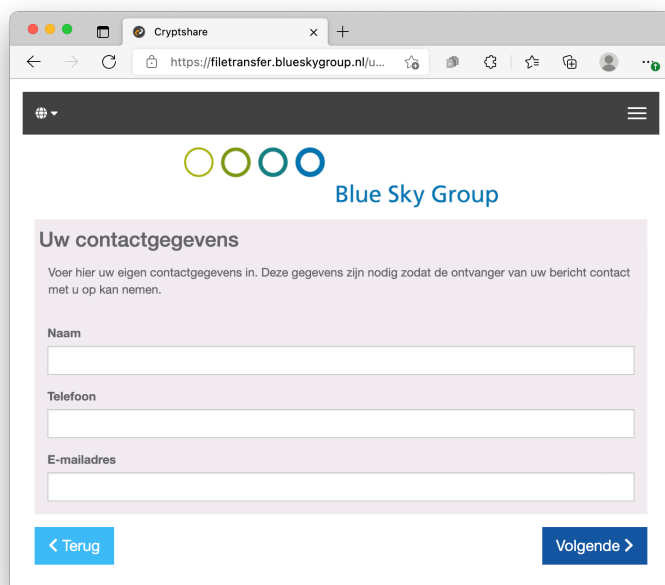 Cryptshare
https://filetransfer.blueskygroup.nl/u...
Blue Sky Group
Uw contactgegevens
Voer hier uw eigen contactgegevens in. Deze gegevens zijn nodig zodat de ontvanger van uw bericht contact
met u op kan nemen.
Naam
Telefoon
E-mailadres
Terug
Volgende